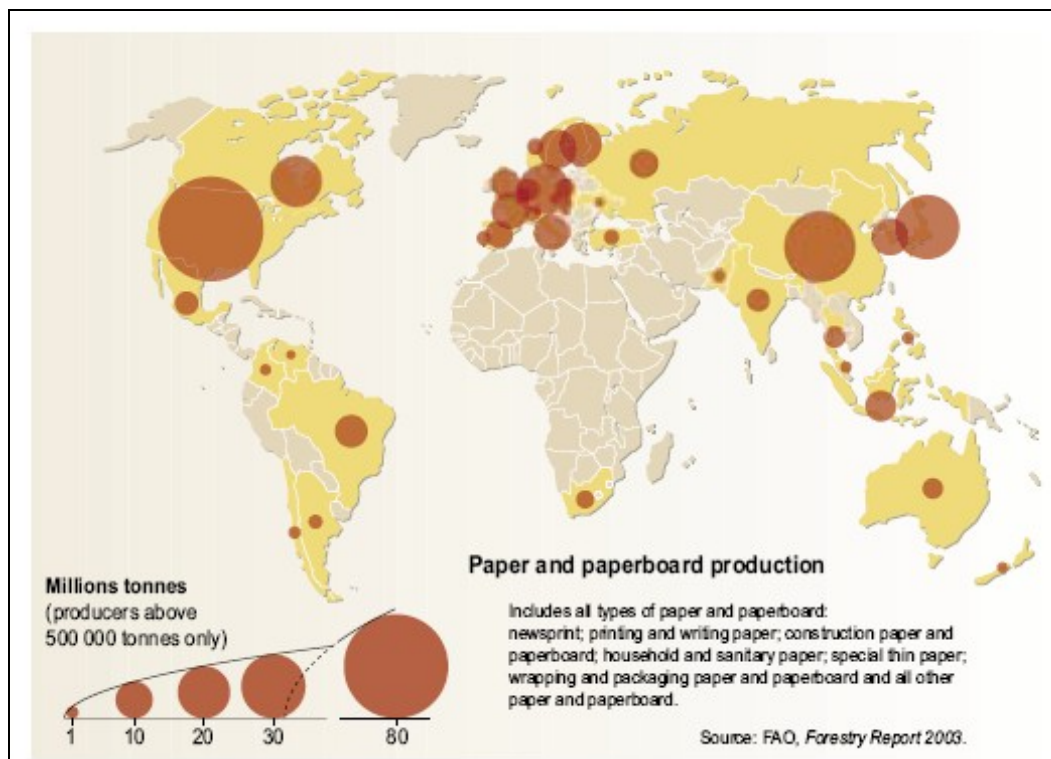 Paper and paperboard production
Includes all types of paper and paperboard:
newsprint; printing and writing paper; construction paper and
paperboard; household and sanitary paper; special thin paper;
wrapping and packaging paper and paperboard and all other
paper and paperboard.
Source: FAO, Forestry Report 2003.
Millions tonnes
(producers above
500 000 tonnes only)
1 10 20 30 80